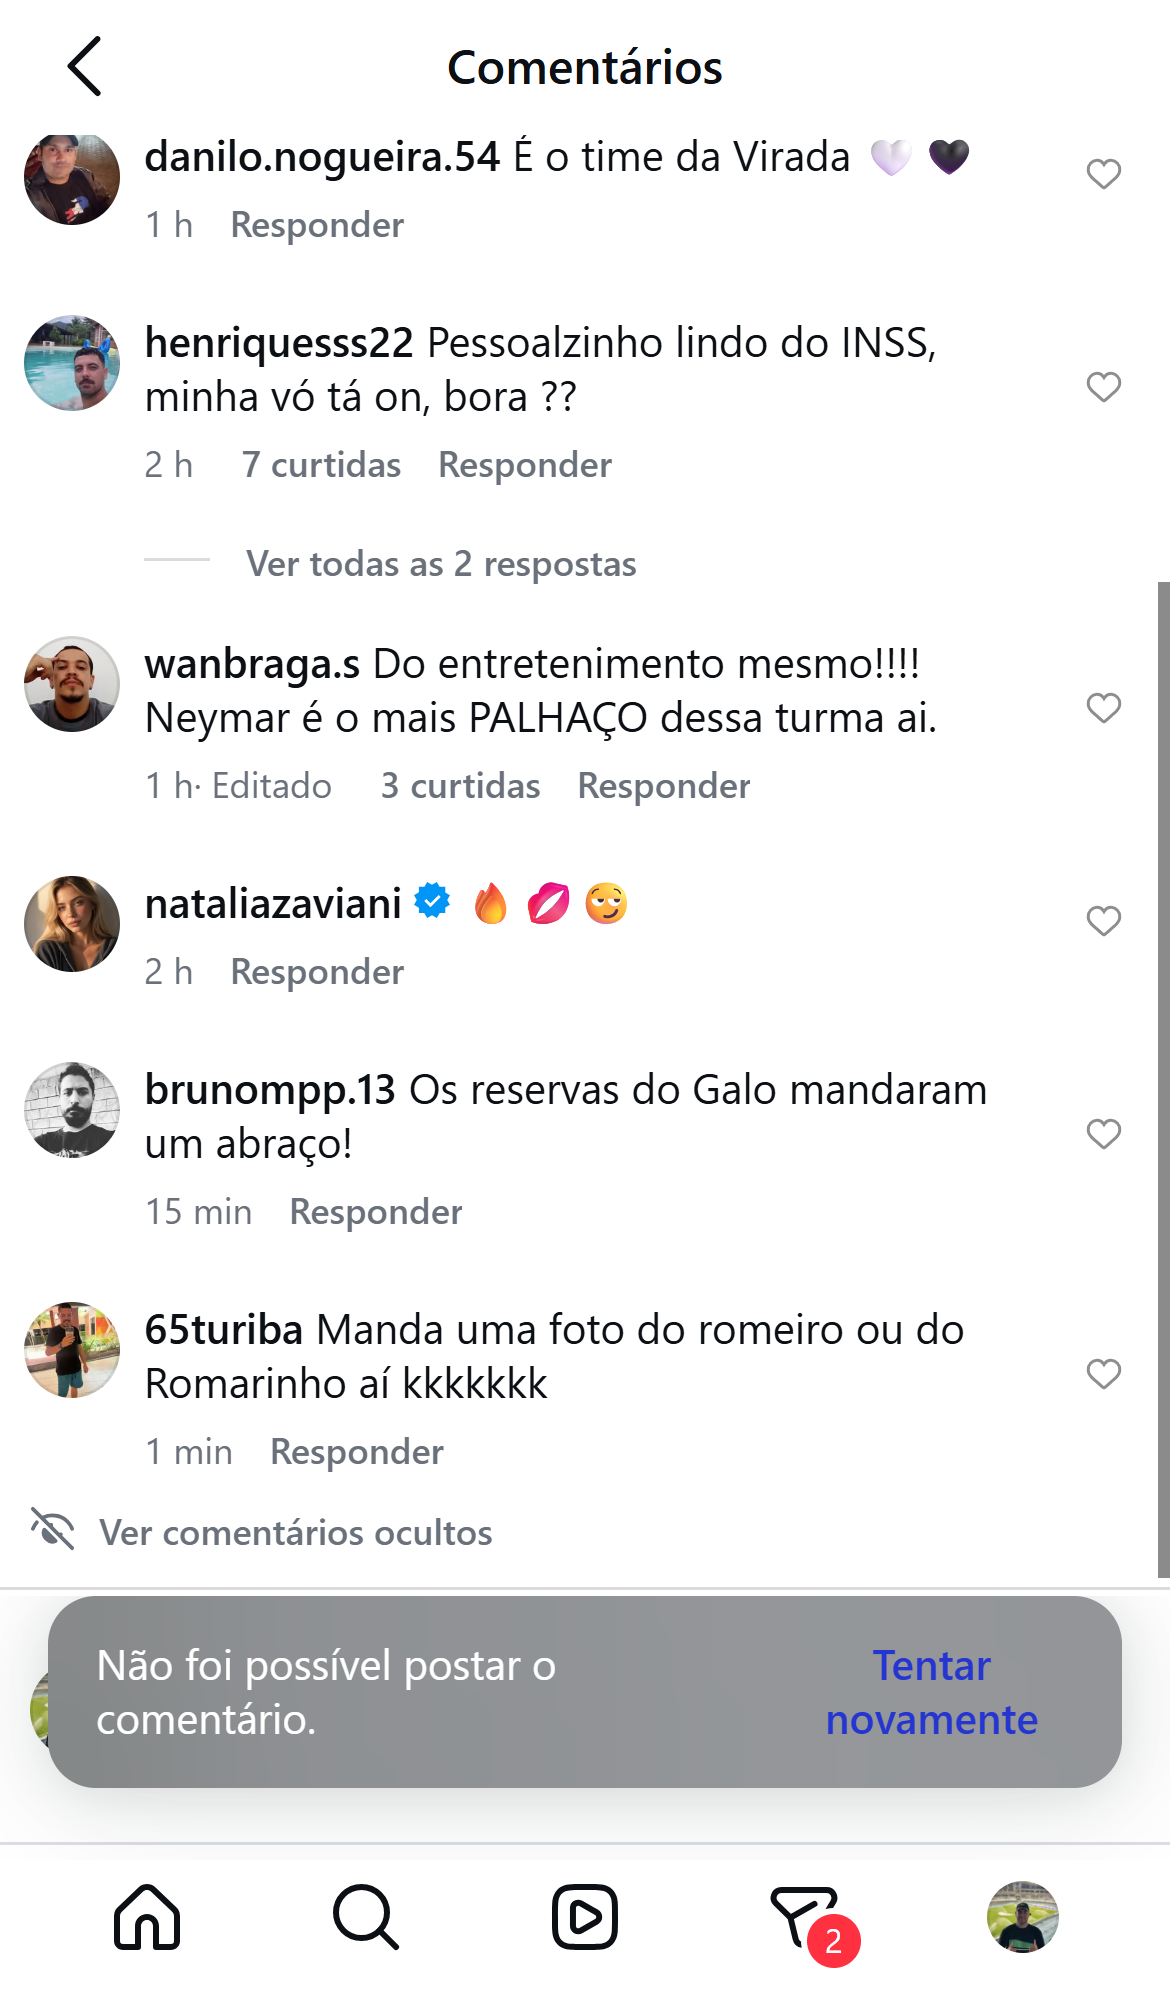 Comentários
danilo.nogueira.54 É o time da Virada 🤍 🖤
1 h Responder
henriquesss22 Pessoalzinho lindo do INSS,
minha vó tá on, bora ??
2 h 7 curtidas Responder
Ver todas as 2 respostas
wanbraga.s Do entretenimento mesmo!!!!
Neymar é o mais PALHAÇO dessa turma ai.
1 h· Editado 3 curtidas Responder
nataliazaviani 🔥 🫦 😏
2 h Responder
brunompp.13 Os reservas do Galo mandaram
um abraço!
15 min Responder
65turiba Manda uma foto do romeiro ou do
Romarinho aí kkkkkkk
1 min Responder
Ver comentários ocultos
Não foi possível postar o
comentário.
Tentar
novamente
2